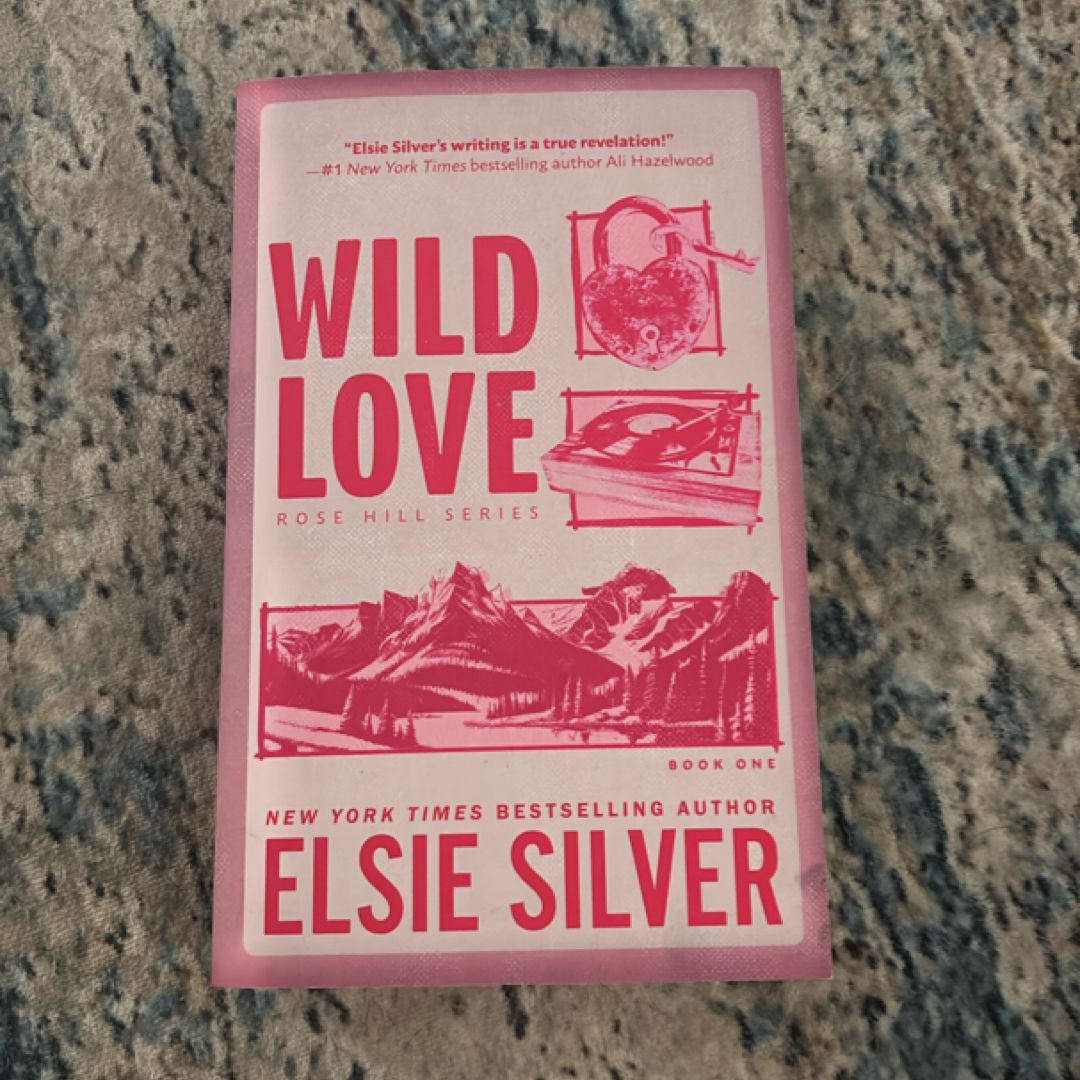 “Elsie Silver’s writing is a true revelation!”
—#1 New York Times bestselling author Ali Hazelwood
WILD
LOVE
ROSE HILL SERIES
BOOK ONE
NEW YORK TIMES BESTSELLING AUTHOR
ELSIE SILVER